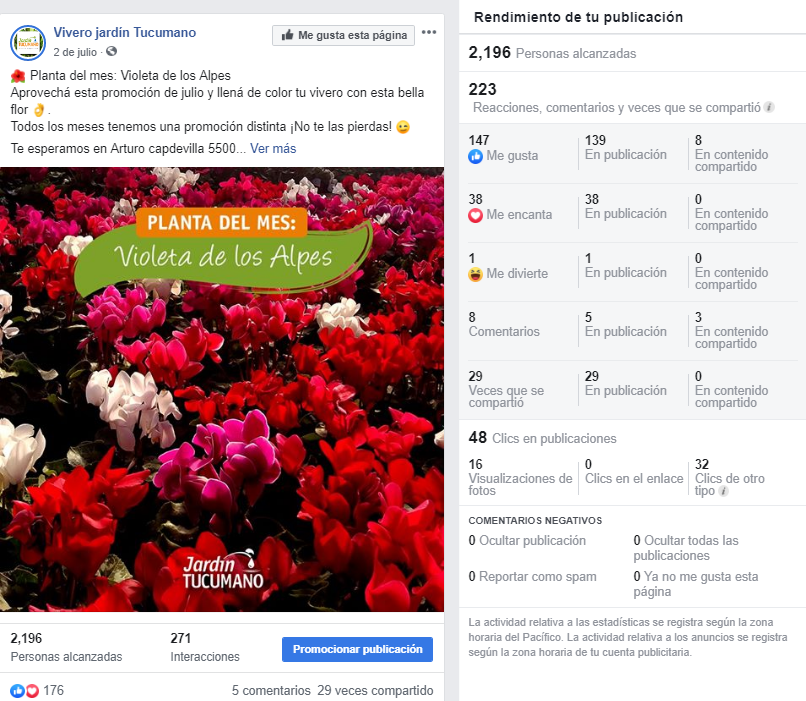 Vivero jardín Tucumano
Me gusta esta página
2 de julio ·
Planta del mes: Violeta de los Alpes
Aprovechá esta promoción de julio y llená de color tu vivero con esta bella
flor 👌.
Todos los meses tenemos una promoción distinta ¡No te las pierdas! 😉
Te esperamos en Arturo capdevilla 5500... Ver más
PLANTA DEL MES:
Violeta de los Alpes
Jardín
TUCUMANO
2,196
Personas alcanzadas
271
Interacciones
Promocionar publicación
176
5 comentarios 29 veces compartido
Rendimiento de tu publicación
2,196 Personas alcanzadas
223
Reacciones, comentarios y veces que se compartió i
147
Me gusta
139
En publicación
8
En contenido
compartido
38
Me encanta
38
En publicación
0
En contenido
compartido
1
Me divierte
1
En publicación
0
En contenido
compartido
8
Comentarios
5
En publicación
3
En contenido
compartido
29
Veces que se
compartió
29
En publicación
0
En contenido
compartido
48 Clics en publicaciones
16
Visualizaciones de
fotos
0
Clics en el enlace
32
Clics de otro
tipo i
COMENTARIOS NEGATIVOS
0 Ocultar publicación
0 Ocultar todas las
publicaciones
0 Reportar como spam
0 Ya no me gusta esta
página
La actividad relativa a las estadísticas se registra según la zona
horaria del Pacífico. La actividad relativa a los anuncios se registra
según la zona horaria de tu cuenta publicitaria.